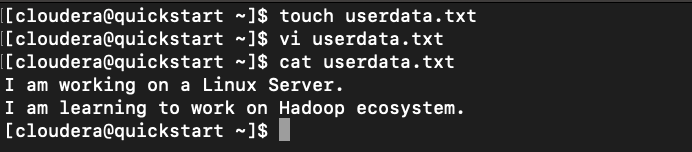 [cloudera@quickstart ~]$ touch userdata.txt
[cloudera@quickstart ~]$ vi userdata.txt
[cloudera@quickstart ~]$ cat userdata.txt
I am working on a Linux Server.
I am learning to work on Hadoop ecosystem.
[cloudera@quickstart ~]$